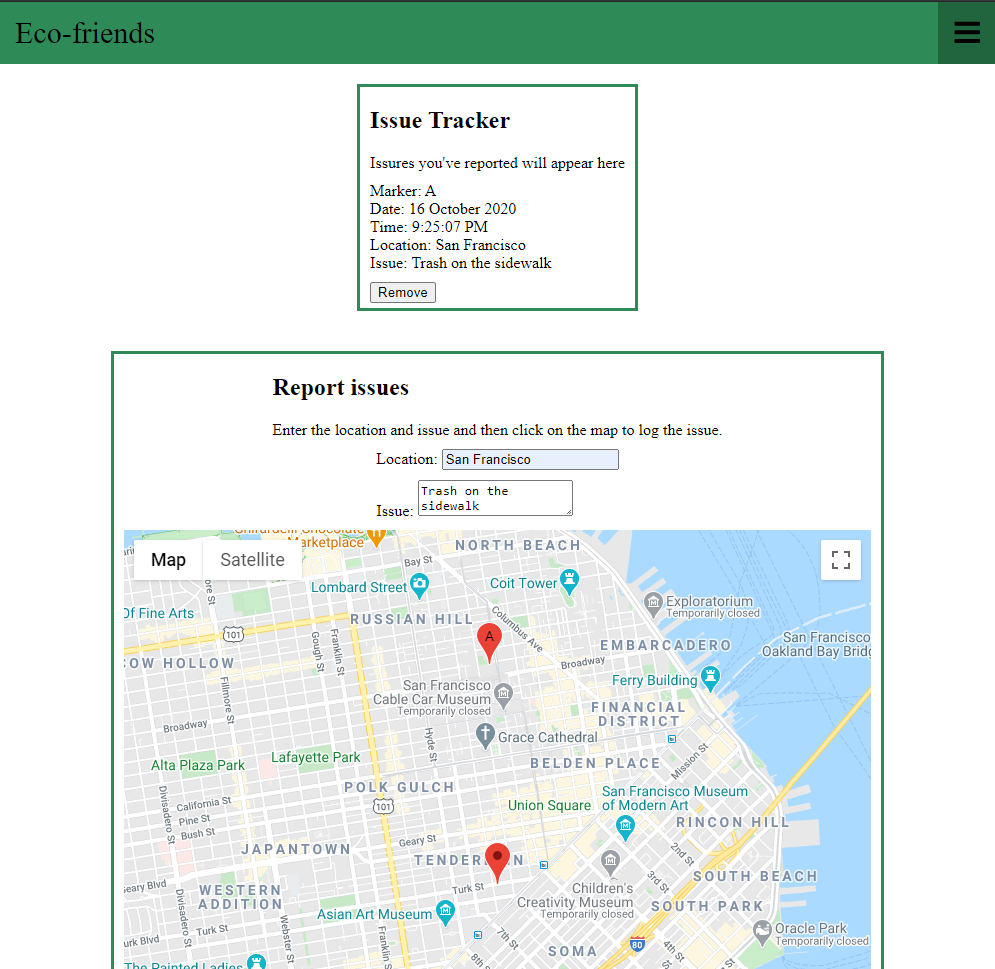 Eco-friends
Issue Tracker
Issures you've reported will appear here
Marker: A
Date: 16 October 2020
Time: 9:25:07 PM
Location: San Francisco
Issue: Trash on the sidewalk
Remove
Report issues
Enter the location and issue and then click on the map to log the issue.
Location: San Francisco
Issue: Trash on the
sidewalk
Map
Satellite
Ghirardelli Chocolate
Marketplace
NORTH BEACH
Bay St
Lombard Street
Coit Tower
Exploratorium
Temporarily closed
Of Fine Arts
RUSSIAN HILL
Columbus Ave
101
Gough St
Franklin St
A
EMBARCADERO
San Francisco
Oakland Bay Bridg
OW HOLLOW
Broadway
Ferry Building
Fillmore St
San Francisco
Cable Car Museum
Temporarily closed
FINANCIAL
DISTRICT
Broadway
Hyde St
Grace Cathedral
Mission St
Alta Plaza Park
Lafayette Park
BELDEN PLACE
POLK GULCH
Divisadero St
California St
Pine St
Bush St
101
Union Square
San Francisco Museum
of Modern Art
RINCON HILL
Geary St
JAPANTOWN
2nd St
TENDER
N
Turk St
3rd St
SOUTH BEACH
eary Blvd
WESTERN
ADDITION
Divisadero St
Children's
Creativity Museum
Temporarily closed
SOUTH PARK
Asian Art Museum
Webster St
Turk St
Franklin St
7th St
8th
Oracle Park
Temporarily closed
urk Blvd
SOMA
80
4th St
The Painted Ladies